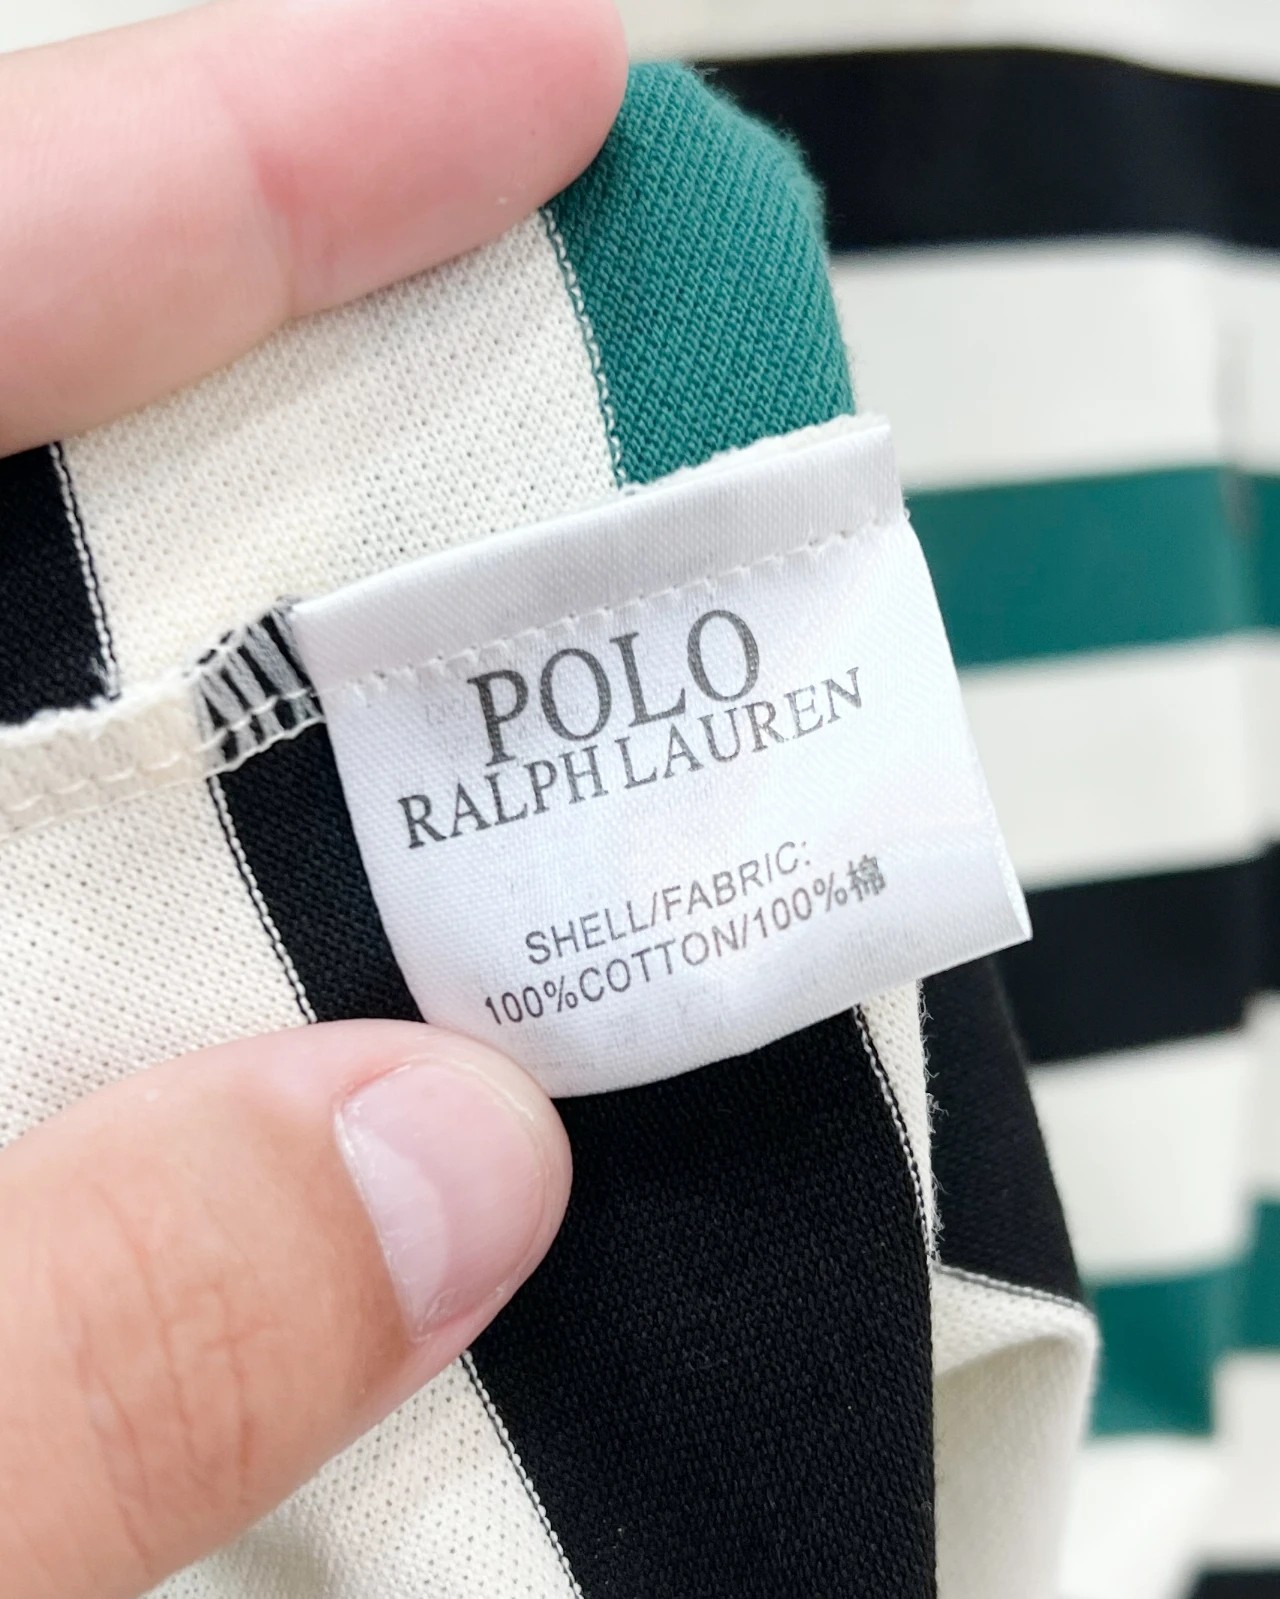 POLO
RALPH LAUREN
SHELL/FABRIC:
100%COTTON/100%棉